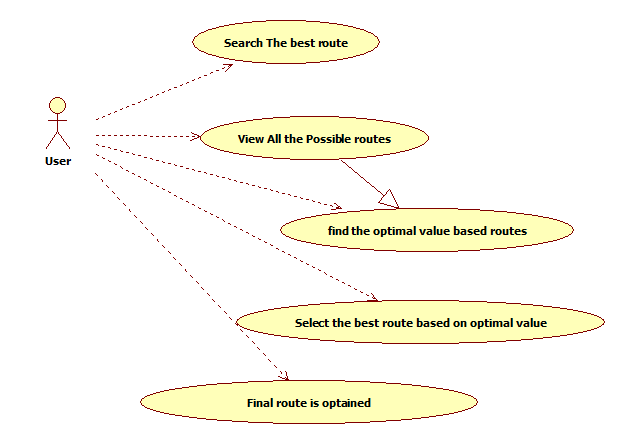 Search The best route
View All the Possible routes
User
find the optimal value based routes
Select the best route based on optimal value
Final route is optained